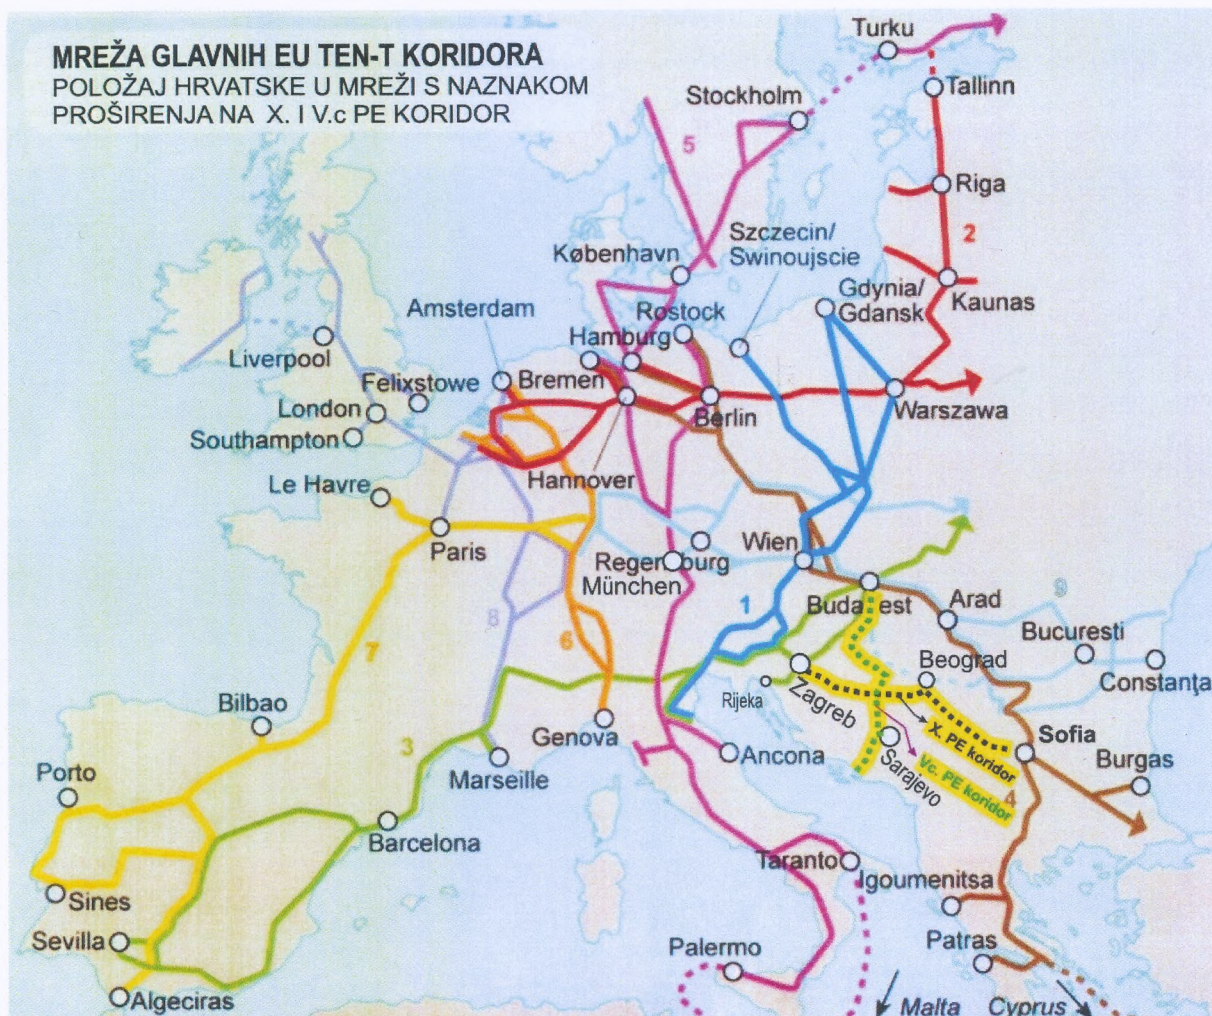 MREŽA GLAVNIH EU TEN-T KORIDORA
POLOŽAJ HRVATSKE U MREŽI S NAZNAKOM
PROŠIRENJA NA X. I V.c PE KORIDOR
Turku
Tallinn
Stockholm
5
Riga
2
Szczecin/
Swinoujscie
København
Gdynia/
Gdansk
Kaunas
Amsterdam
Rostock
Hamburg
Liverpool
Felixstowe
Bremen
London
Berlin
Warszawa
Southampton
Le Havre
Hannover
Paris
Wien
Regensburg
München
Budapest
Arad
9
1
8
7
6
Bucuresti
Beograd
Constanţa
Zagreb
Rijeka
Bilbao
Genova
3
Marseille
Ancona
X. PE koridor
Sofia
Sarajevo
Vc. PE koridor
4
Burgas
Porto
Barcelona
Taranto
Igoumenitsa
Sines
Sevilla
Palermo
Patras
Algeciras
Malta
Cyprus